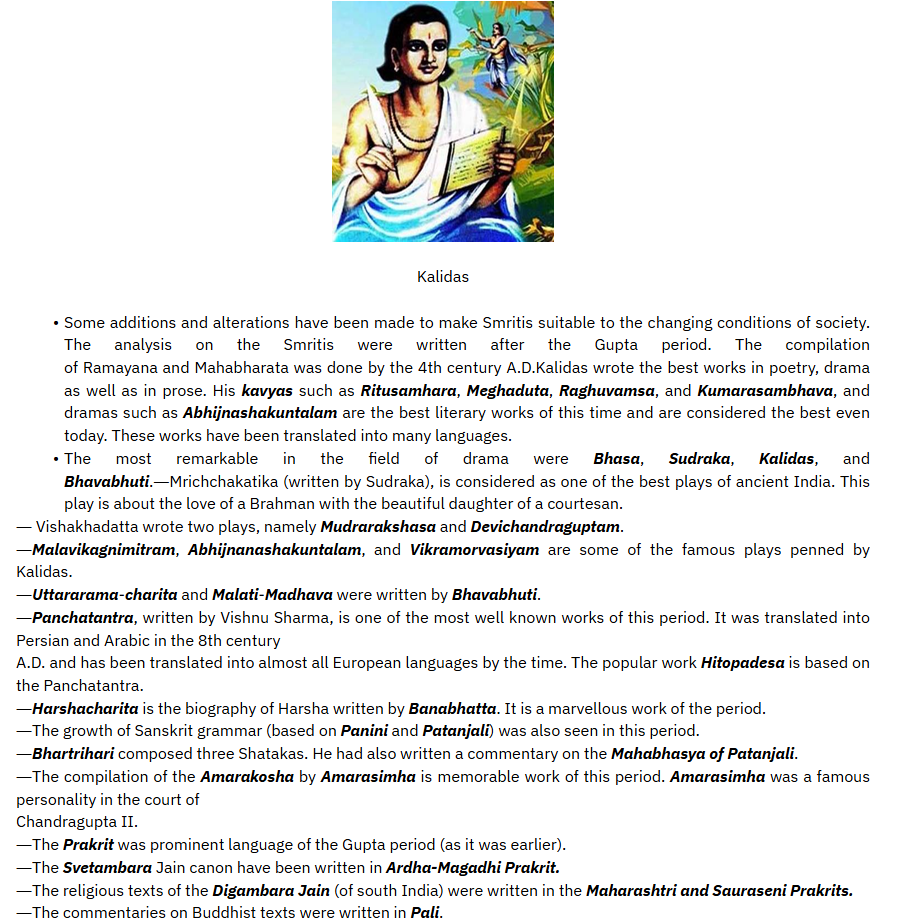 Kalidas
• Some additions and alterations have been made to make Smritis suitable to the changing conditions of society.
The analysis on the Smritis were written after the Gupta period. The compilation
of Ramayana and Mahabharata was done by the 4th century A.D.Kalidas wrote the best works in poetry, drama
as well as in prose. His kavyas such as Ritusamhara, Meghaduta, Raghuvamsa, and Kumarasambhava, and
dramas such as Abhijnashakuntalam are the best literary works of this time and are considered the best even
today. These works have been translated into many languages.
• The most remarkable in the field of drama were Bhasa, Sudraka, Kalidas, and
Bhavabhuti.—Mrichchakatika (written by Sudraka), is considered as one of the best plays of ancient India. This
play is about the love of a Brahman with the beautiful daughter of a courtesan.
— Vishakhadatta wrote two plays, namely Mudrarakshasa and Devichandraguptam.
—Malavikagnimitram, Abhijnanashakuntalam, and Vikramorvasiyam are some of the famous plays penned by
Kalidas.
—Uttararama-charita and Malati-Madhava were written by Bhavabhuti.
—Panchatantra, written by Vishnu Sharma, is one of the most well known works of this period. It was translated into
Persian and Arabic in the 8th century
A.D. and has been translated into almost all European languages by the time. The popular work Hitopadesa is based on
the Panchatantra.
—Harshacharita is the biography of Harsha written by Banabhatta. It is a marvellous work of the period.
—The growth of Sanskrit grammar (based on Panini and Patanjali) was also seen in this period.
—Bhartrihari composed three Shatakas. He had also written a commentary on the Mahabhasya of Patanjali.
—The compilation of the Amarakosha by Amarasimha is memorable work of this period. Amarasimha was a famous
personality in the court of
Chandragupta II.
—The Prakrit was prominent language of the Gupta period (as it was earlier).
—The Svetambara Jain canon have been written in Ardha-Magadhi Prakrit.
—The religious texts of the Digambara Jain (of south India) were written in the Maharashtri and Sauraseni Prakrits.
—The commentaries on Buddhist texts were written in Pali.